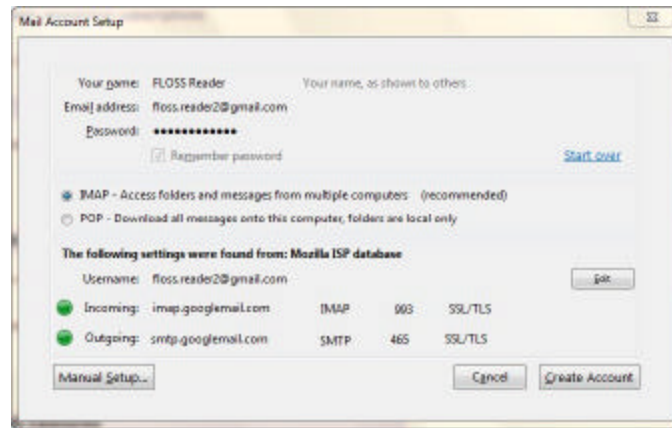 Mail Account Setup
Your name: FLOSS Reader Your name, as shown to others
Email address: floss.reader2@gmail.com
Password: ●●●●●●●●●●●●
Remember password Start over
IMAP - Access folders and messages from multiple computers (recommended)
POP - Download all messages onto this computer, folders are local only
The following settings were found from: Mozilla ISP database
Username: floss.reader2@gmail.com Edit
Incoming: imap.googlemail.com IMAP 993 SSL/TLS
Outgoing: smtp.googlemail.com SMTP 465 SSL/TLS
Manual Setup... Cancel Create Account